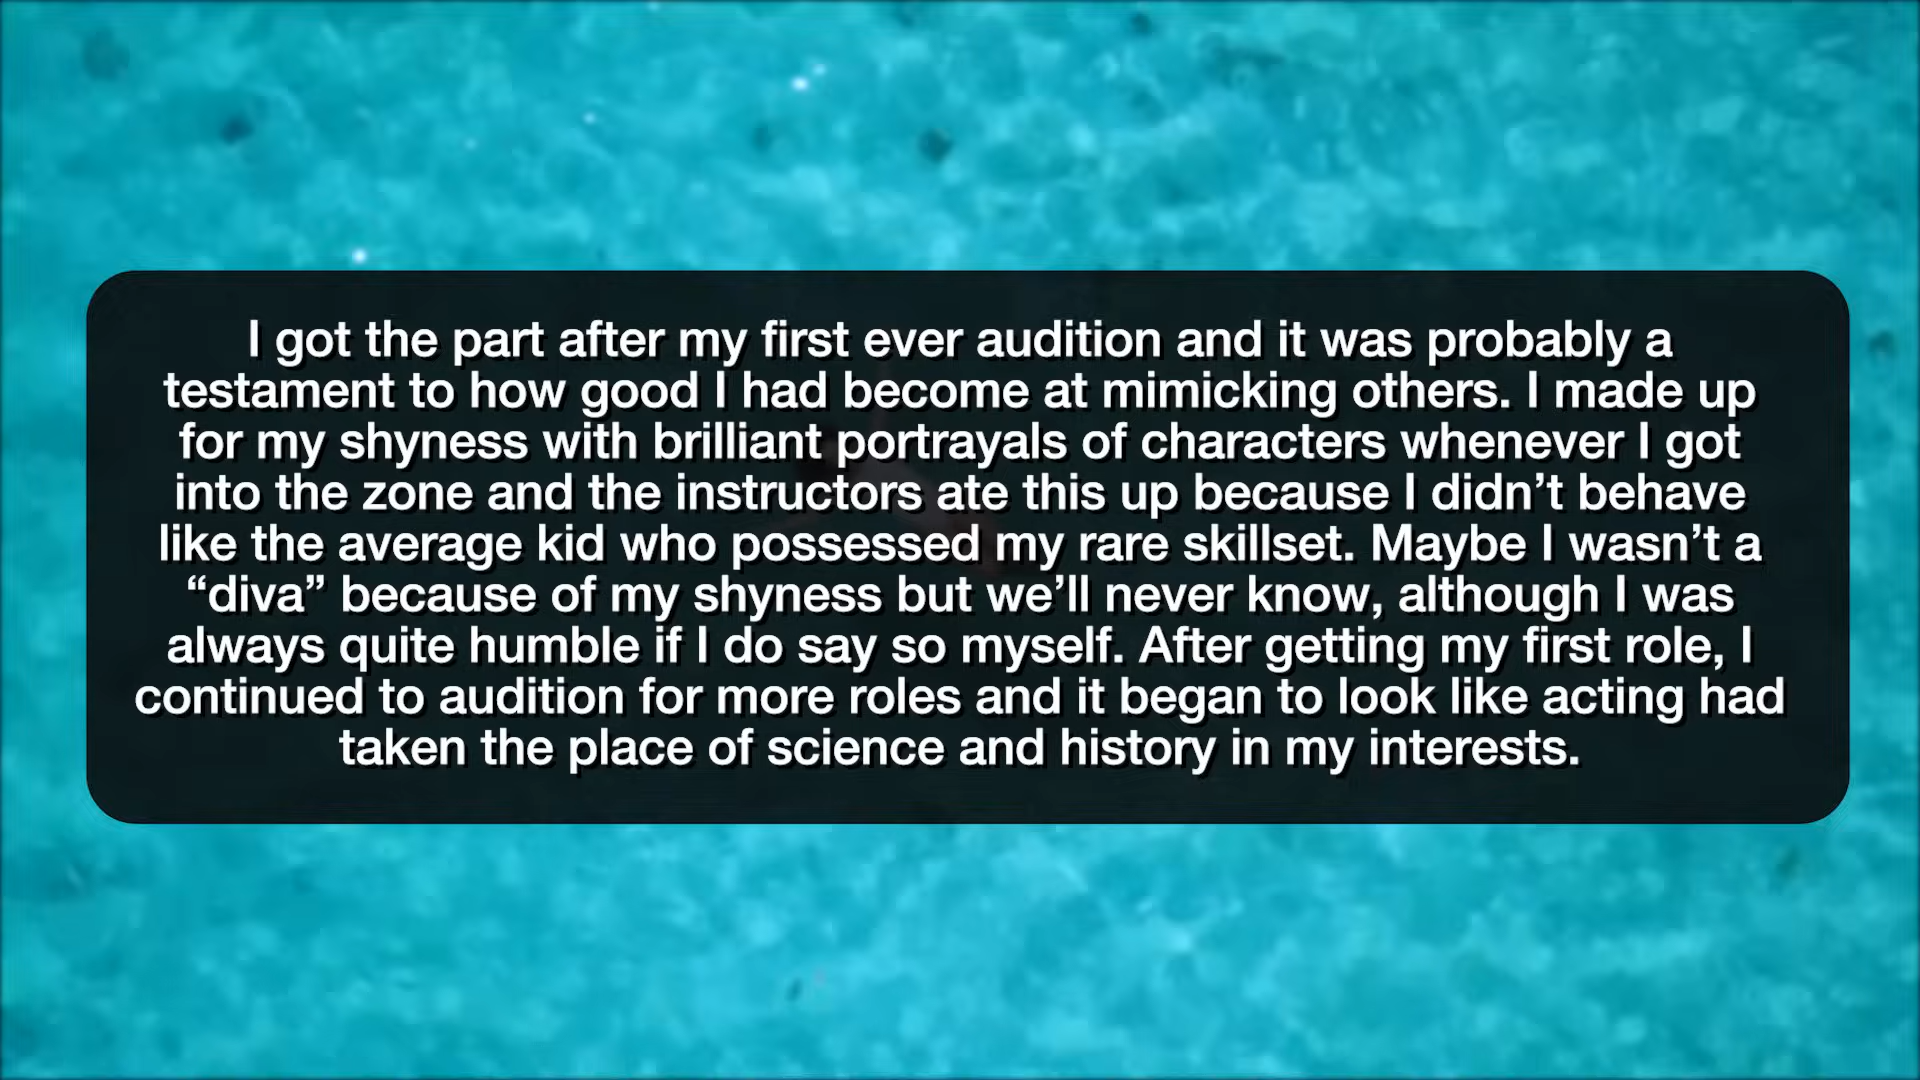 I got the part after my first ever audition and it was probably a
testament to how good I had become at mimicking others. I made up
for my shyness with brilliant portrayals of characters whenever I got
into the zone and the instructors ate this up because I didn’t behave
like the average kid who possessed my rare skillset. Maybe I wasn’t a
“diva” because of my shyness but we’ll never know, although I was
always quite humble if I do say so myself. After getting my first role, I
continued to audition for more roles and it began to look like acting had
taken the place of science and history in my interests.